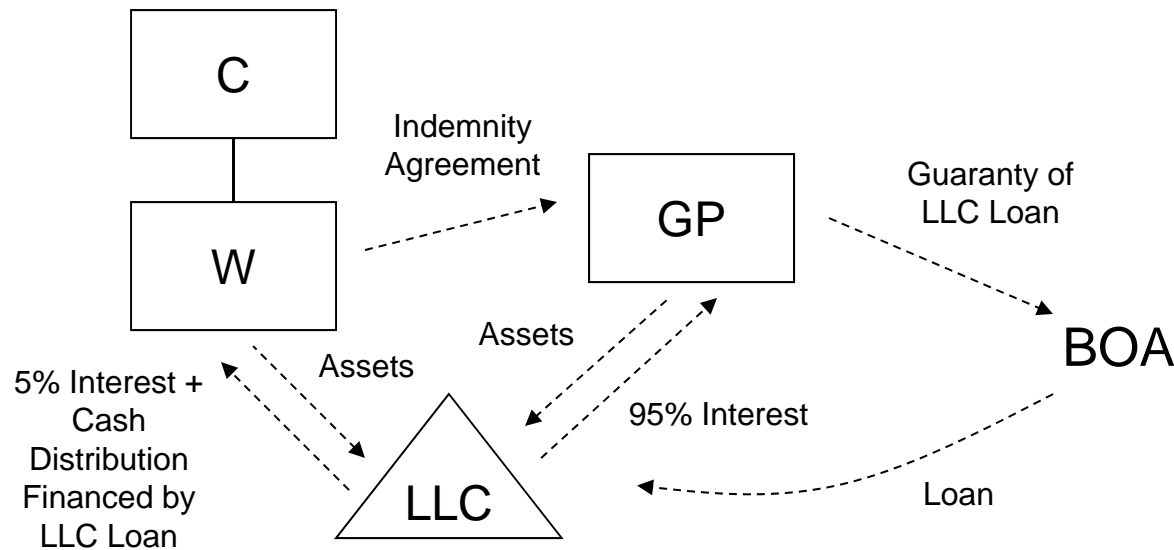 C
Indemnity
Agreement
GP
Guaranty of
LLC Loan
W
Assets
Assets
BOA
5% Interest +
Cash
Distribution
Financed by
LLC Loan
95% Interest
LLC
Loan